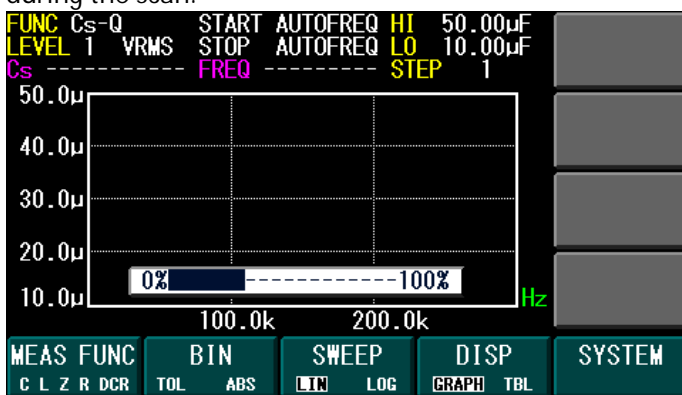 during the scan.
FUNC Cs-Q START AUTOFREQ HI 50.00µF
LEVEL 1 VRMS STOP AUTOFREQ LO 10.00µF
Cs ----------- FREQ --------- STEP 1
50.0µ
40.0µ
30.0µ
20.0µ
0%------------100%
10.0µ Hz
100.0k 200.0k
MEAS FUNC BIN SWEEP DISP SYSTEM
C L Z R DCR TOL ABS LIN LOG GRAPH TBL